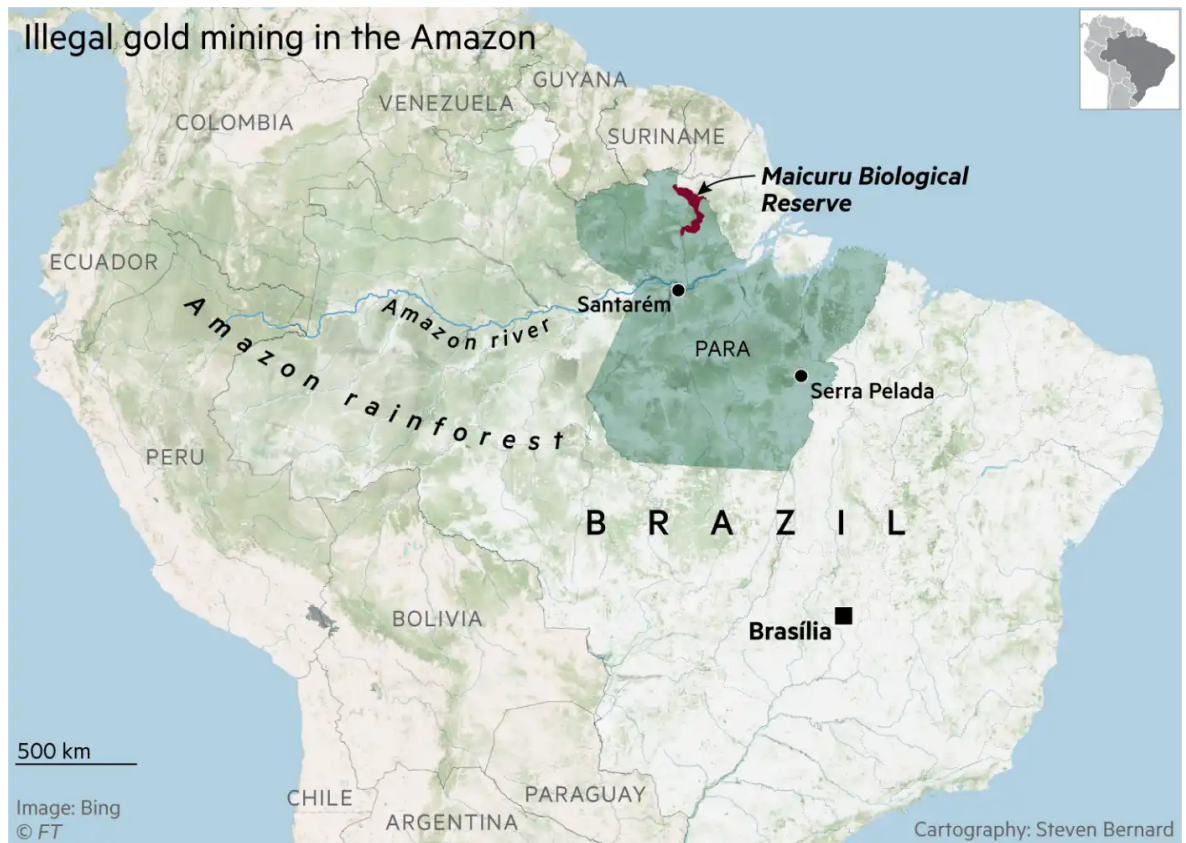 Illegal gold mining in the Amazon
GUYANA
VENEZUELA
COLOMBIA
SURINAME
Maicuru Biological
Reserve
ECUADOR
Santarém
Amazon river
Amazon rainforest
PARA
Serra Pelada
PERU
BRAZIL
BOLIVIA
Brasília
500 km
CHILE
PARAGUAY
ARGENTINA
Image: Bing
© FT
Cartography: Steven Bernard